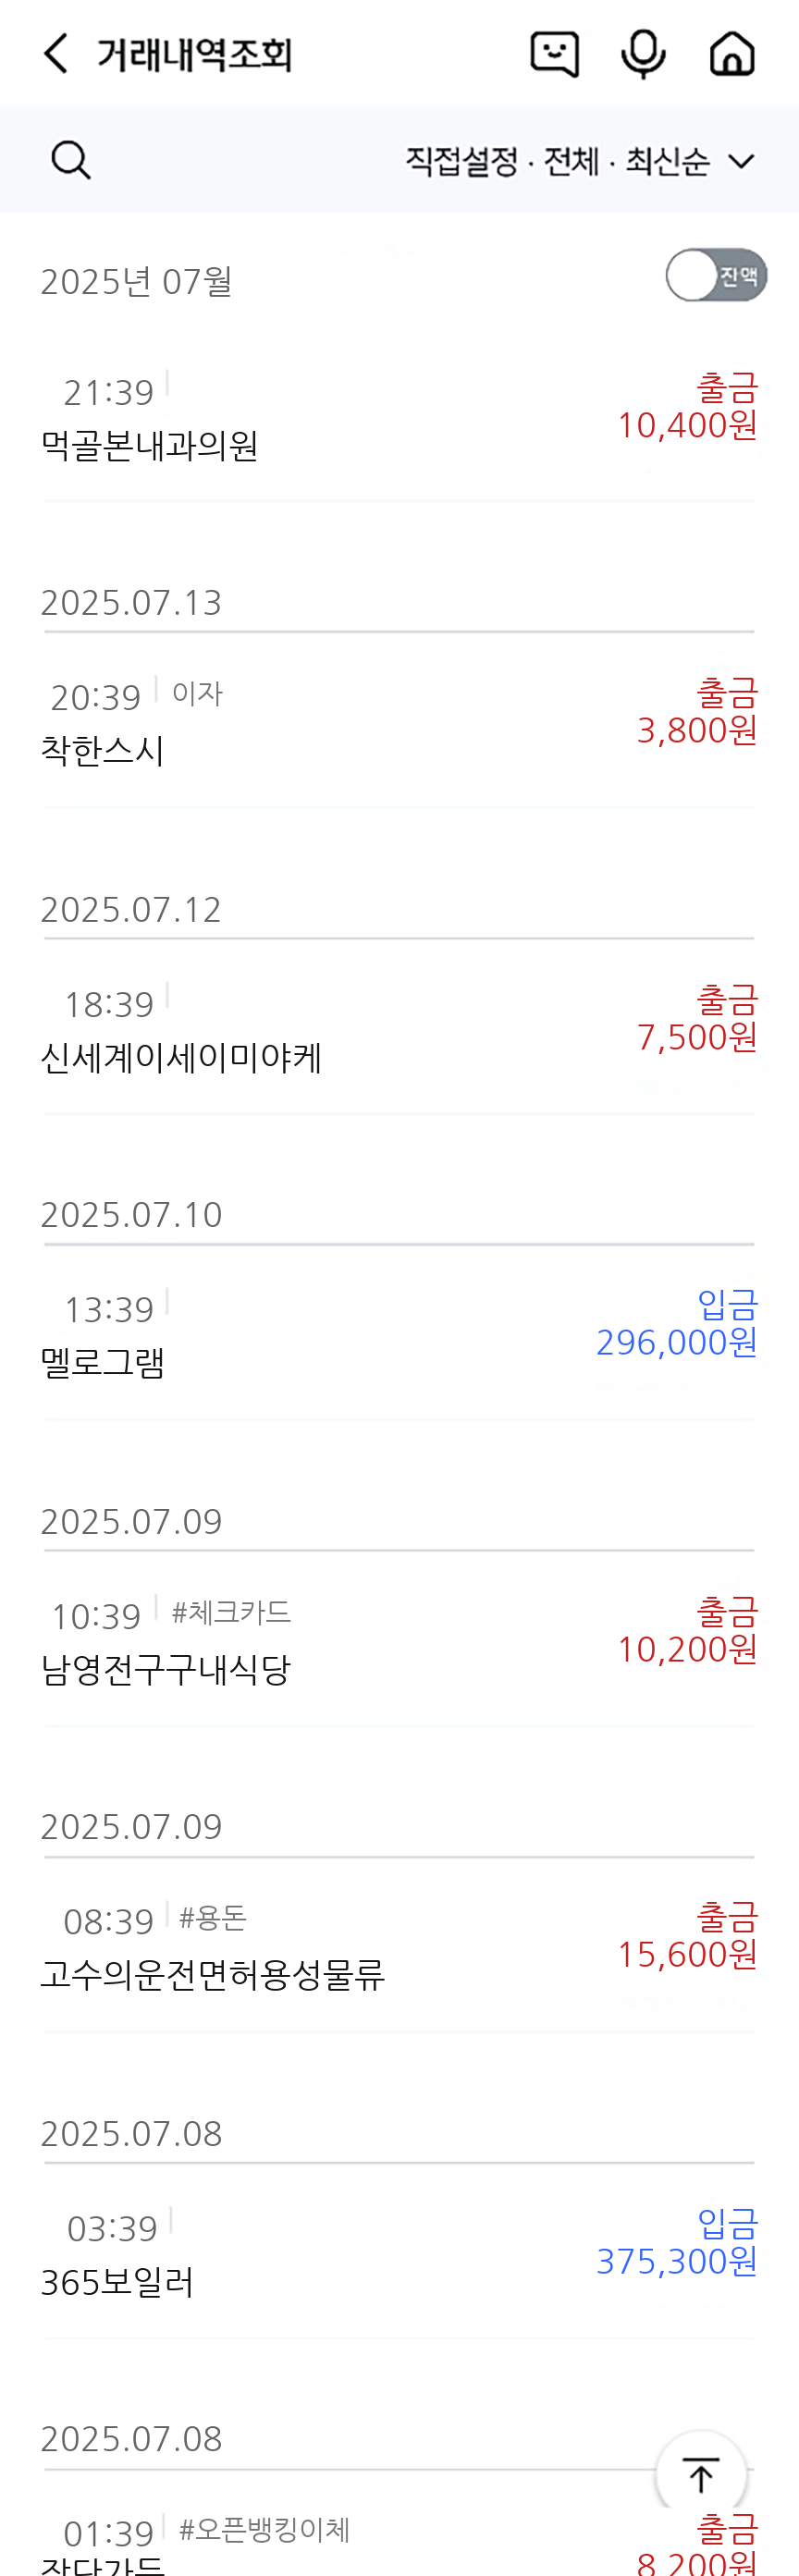 거래내역조회
직접설정 · 전체 · 최신순
2025년 07월
잔액
21:39
출금
먹골본내과의원
10,400원
2025.07.13
20:39 이자
출금
착한스시
3,800원
2025.07.12
18:39
출금
신세계이세이미야케
7,500원
2025.07.10
13:39
입금
멜로그램
296,000원
2025.07.09
10:39 #체크카드
출금
남영전구구내식당
10,200원
2025.07.09
08:39 #용돈
출금
고수의운전면허용성물류
15,600원
2025.07.08
03:39
입금
365보일러
375,300원
2025.07.08
01:39 #오픈뱅킹이체
출금
8,200원